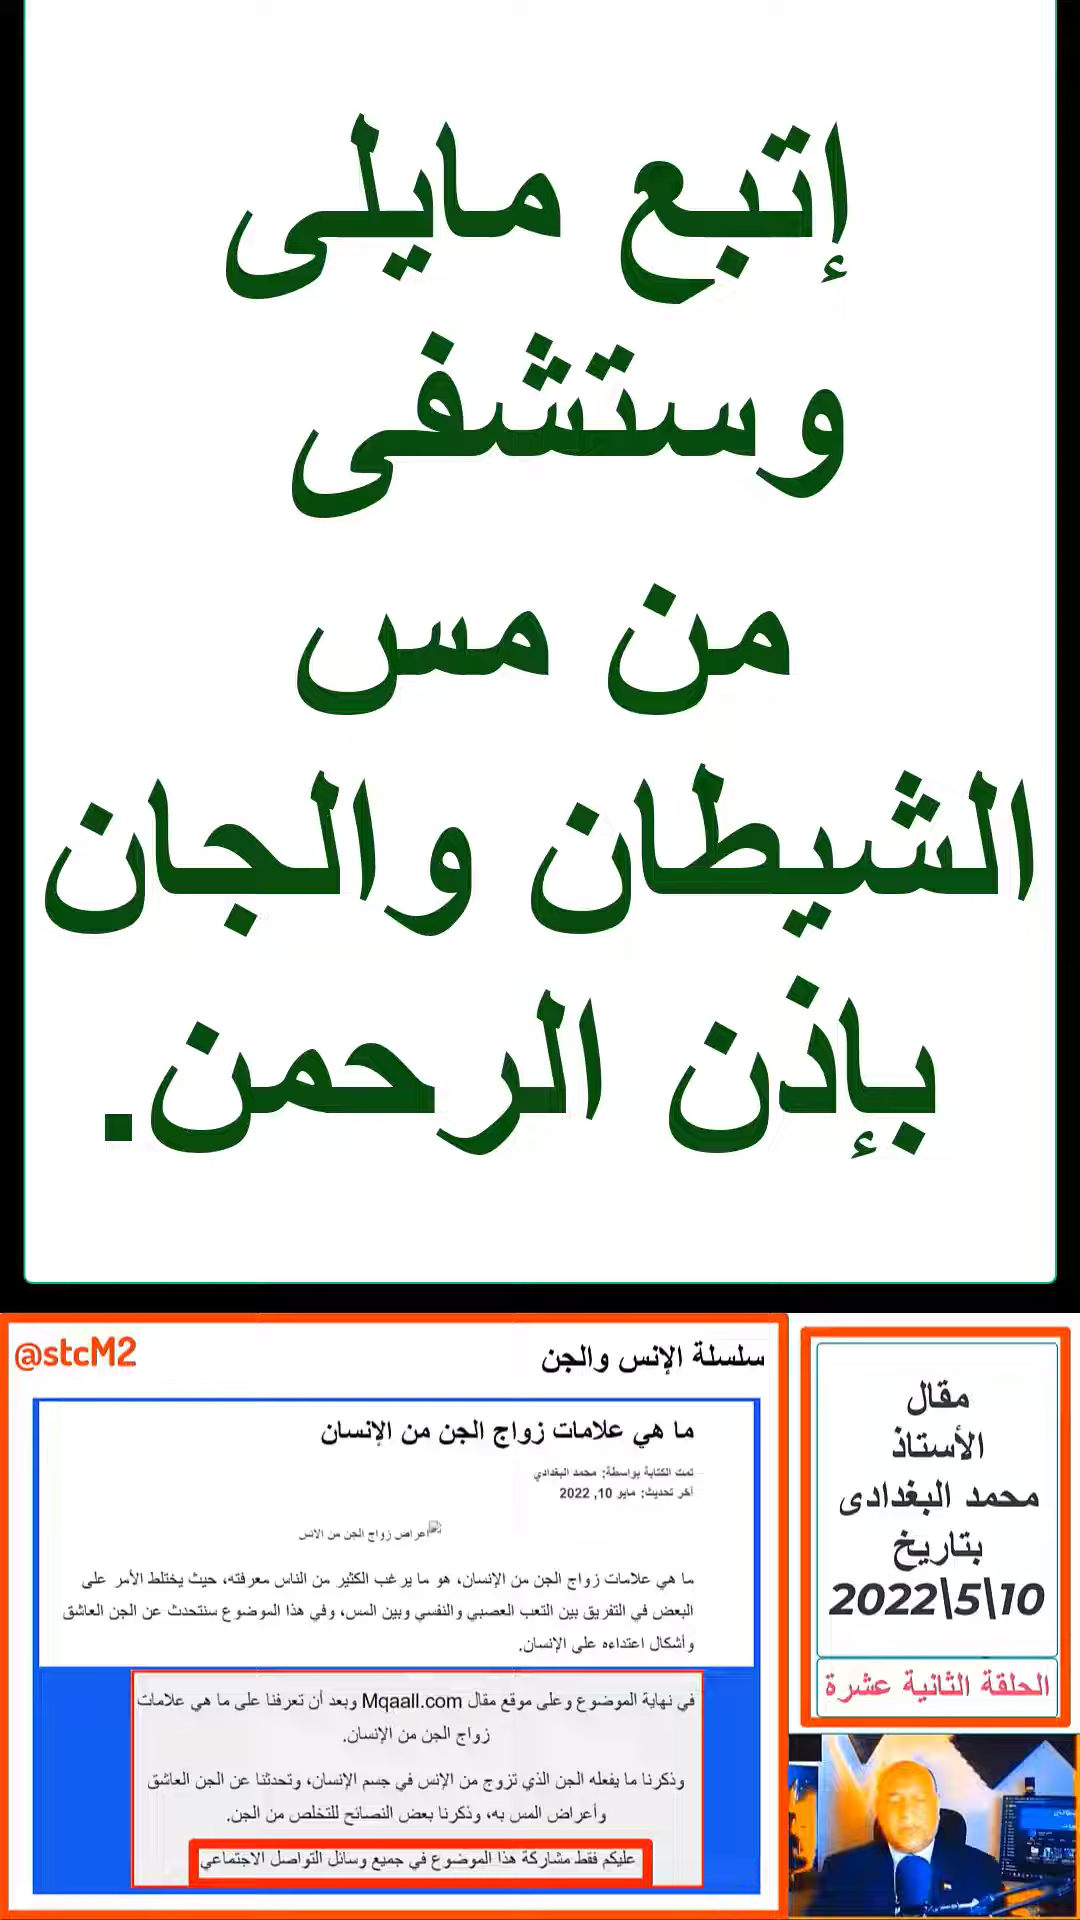 إتبع مايلى
وستشفى
من مس
الشيطان والجان
بإذن الرحمن.
@stcM2
سلسلة الإنس والجن
ما هي علامات زواج الجن من الإنسان
تمت الكتابة بواسطة: محمد البغدادي
آخر تحديث: مايو 10, 2022
أعراض زواج الجن من الانس
ما هي علامات زواج الجن من الإنسان، هو ما يرغب الكثير من الناس معرفته، حيث يختلط الأمر على
البعض في التفريق بين التعب العصبي والنفسي وبين المس، وفي هذا الموضوع سنتحدث عن الجن العاشق
وأشكال اعتداءه على الإنسان.
في نهاية الموضوع وعلى موقع مقال Mqaall.com وبعد أن تعرفنا على ما هي علامات
زواج الجن من الإنسان.
وذكرنا ما يفعله الجن الذي تزوج من الإنس في جسم الإنسان، وتحدثنا عن الجن العاشق
وأعراض المس به، وذكرنا بعض النصائح للتخلص من الجن.
عليكم فقط مشاركة هذا الموضوع في جميع وسائل التواصل الاجتماعي
مقال
الأستاذ
محمد البغدادى
بتاريخ
2022\5\10
الحلقة الثانية عشرة